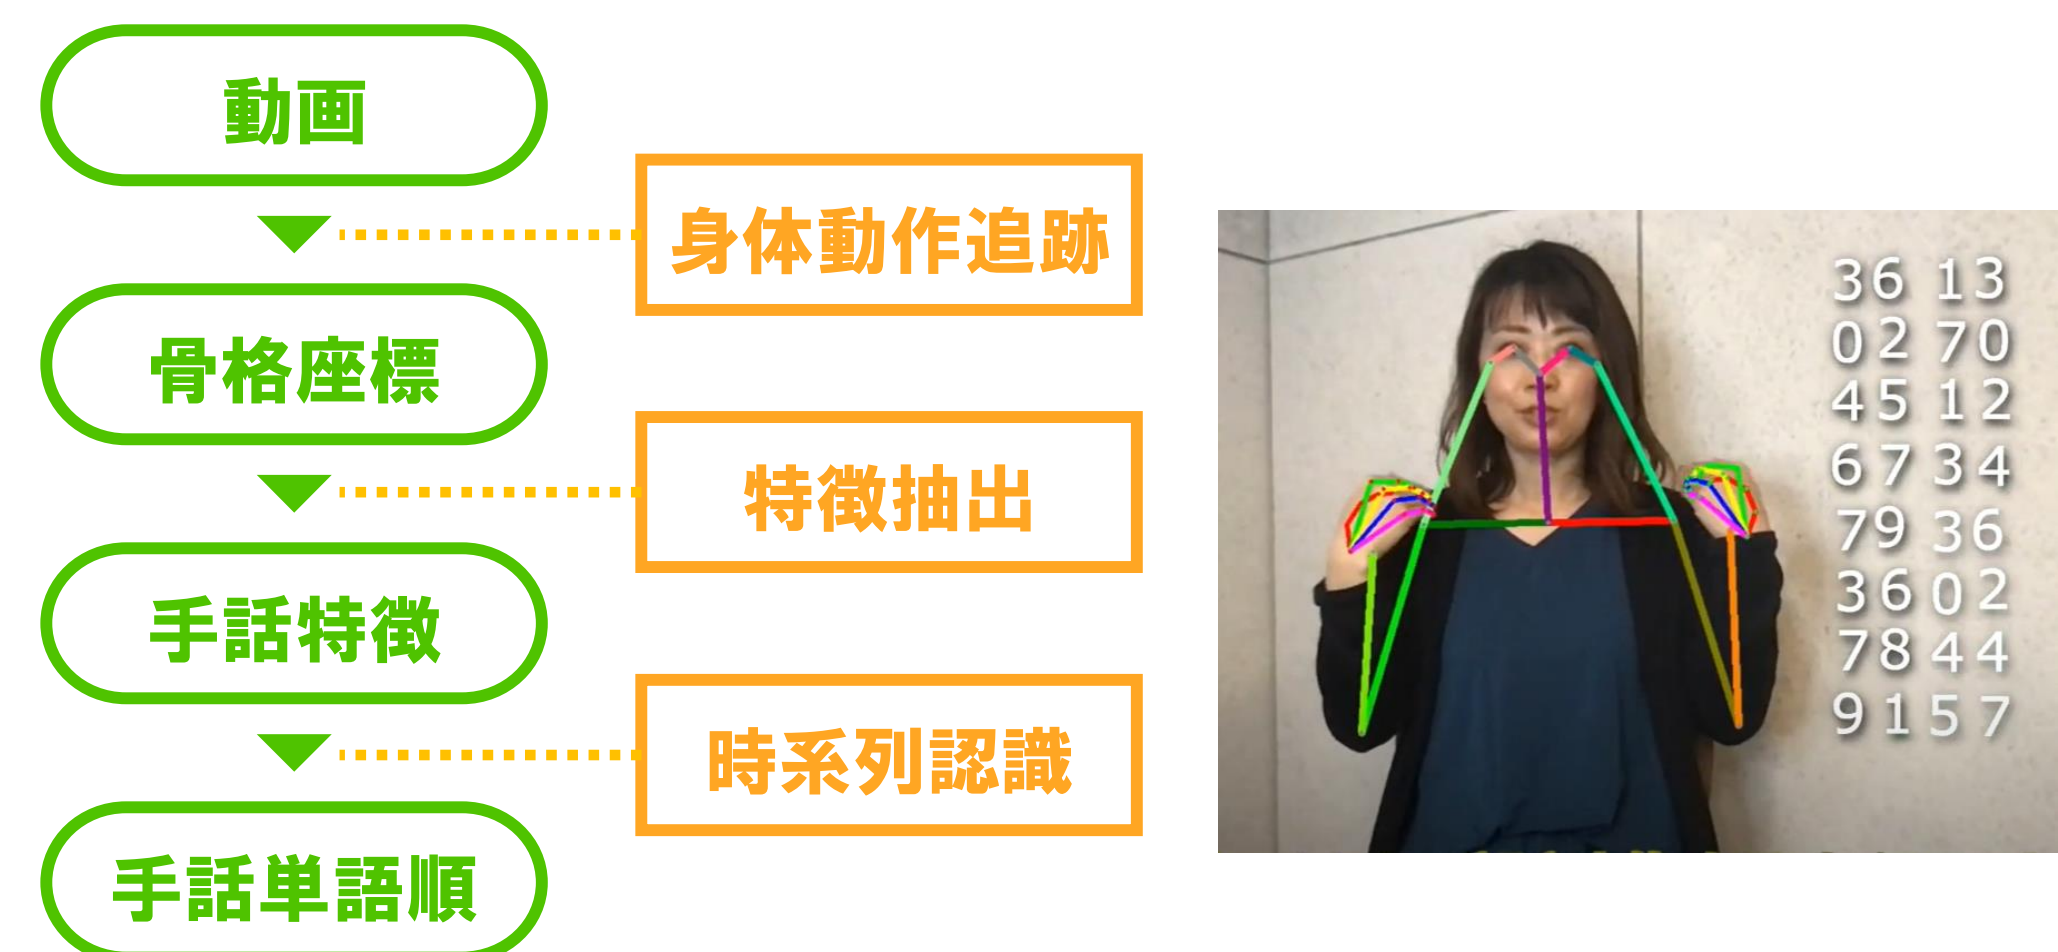 動画
身体動作追跡
骨格座標
特徴抽出
手話特徴
時系列認識
手話単語順
36 13
02 70
45 12
67 34
79 36
36 02
78 44
91 57